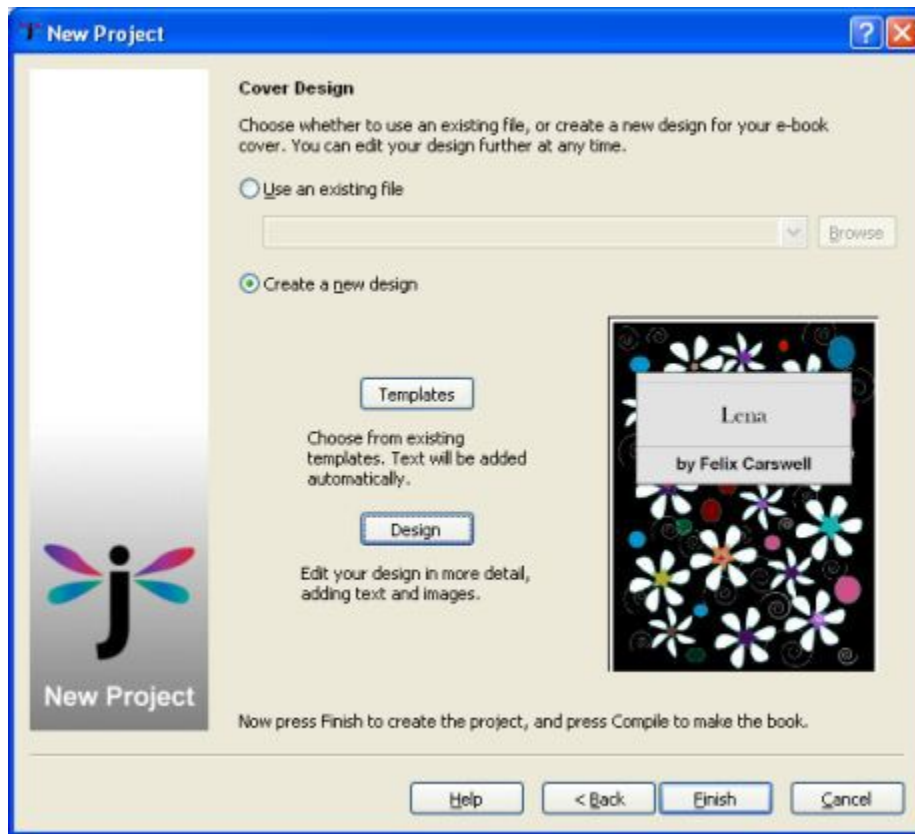 New Project
Cover Design
Choose whether to use an existing file, or create a new design for your e-book
cover. You can edit your design further at any time.
Use an existing file
Browse
Create a new design
Templates
Choose from existing
templates. Text will be added
automatically.
Design
Edit your design in more detail,
adding text and images.
Lena
by Felix Carswell
j
New Project
Now press Finish to create the project, and press Compile to make the book.
Help
< Back
Finish
Cancel